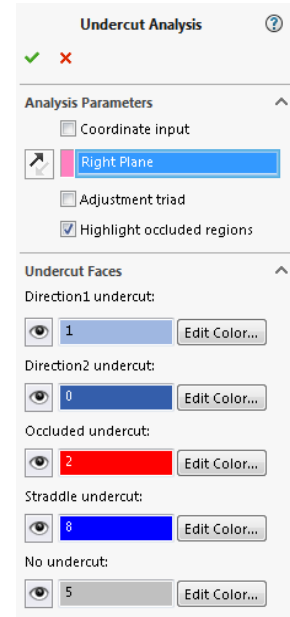 Undercut Analysis
Analysis Parameters
Coordinate input
Right Plane
Adjustment triad
Highlight occluded regions
Undercut Faces
Direction1 undercut:
1 Edit Color...
Direction2 undercut:
0 Edit Color...
Occluded undercut:
2 Edit Color...
Straddle undercut:
8 Edit Color...
No undercut:
5 Edit Color...